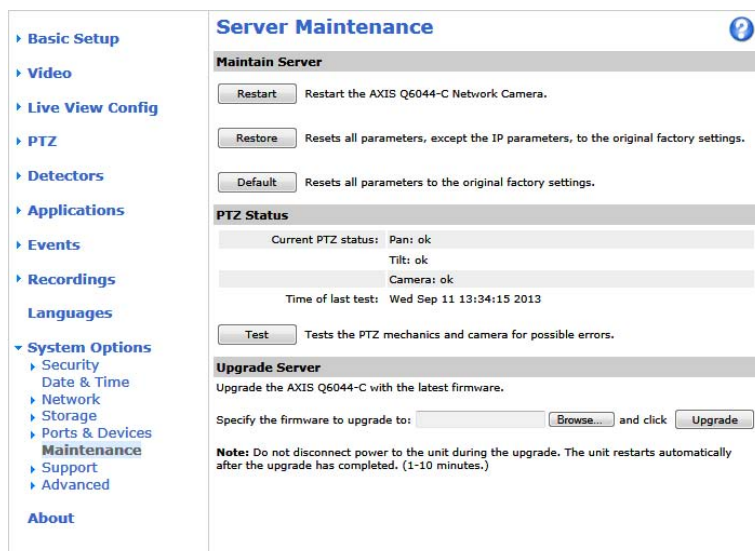 Basic Setup
Video
Live View Config
PTZ
Detectors
Applications
Events
Recordings
Languages
System Options
Security
Date & Time
Network
Storage
Ports & Devices
Maintenance
Support
Advanced
About
Server Maintenance
?
Maintain Server
Restart Restart the AXIS Q6044-C Network Camera.
Restore Resets all parameters, except the IP parameters, to the original factory settings.
Default Resets all parameters to the original factory settings.
PTZ Status
Current PTZ status: Pan: ok
Tilt: ok
Camera: ok
Time of last test: Wed Sep 11 13:34:15 2013
Test Tests the PTZ mechanics and camera for possible errors.
Upgrade Server
Upgrade the AXIS Q6044-C with the latest firmware.
Specify the firmware to upgrade to: Browse... and click Upgrade
Note: Do not disconnect power to the unit during the upgrade. The unit restarts automatically
after the upgrade has completed. (1-10 minutes.)